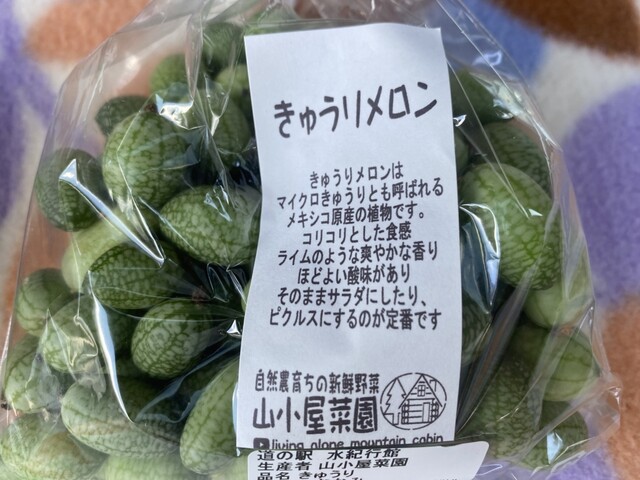 きゅうりメロン
きゅうりメロンは
マイクロきゅうりとも呼ばれる
メキシコ原産の植物です。
コリコリとした食感
ライムのような爽やかな香り
ほどよい酸味があり
そのままサラダにしたり、
ピクルスにするのが定番です
自然農育ちの新鮮野菜
山小屋菜園
living alone mountain cabin
道の駅 水紀行館
生産者 山小屋菜園
品名 きゅうり